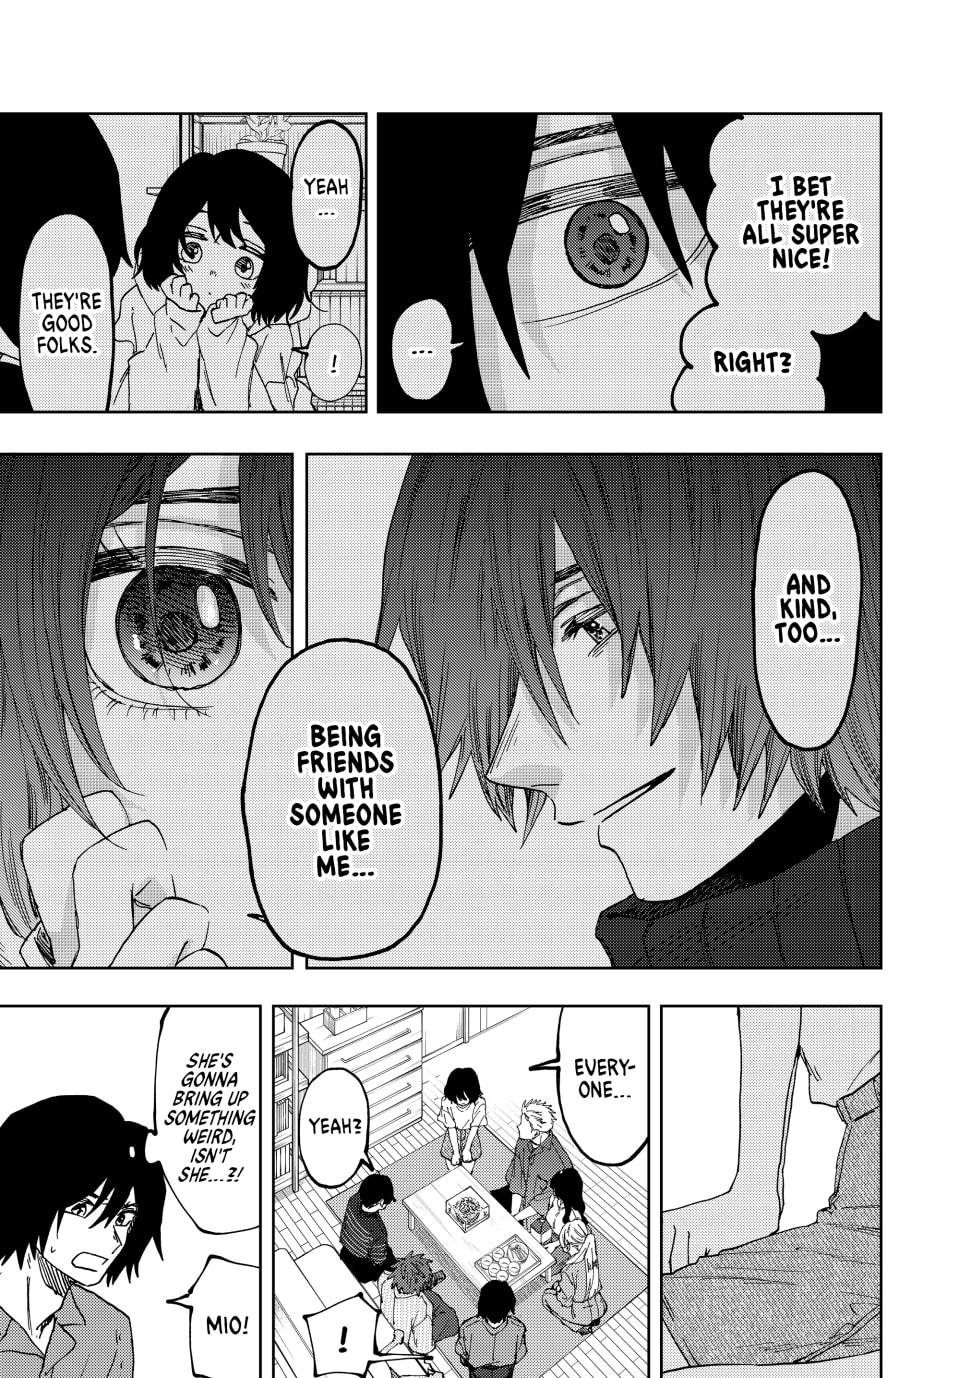 I BET
THEY'RE
ALL SUPER
NICE!
RIGHT?
...
YEAH
...
!
THEY'RE
GOOD
FOLKS.
AND
KIND,
TOO...
BEING
FRIENDS
WITH
SOMEONE
LIKE
ME...
EVERY-
ONE...
YEAH?
!
SHE'S
GONNA
BRING UP
SOMETHING
WEIRD,
ISN'T
SHE...?!
MIO!